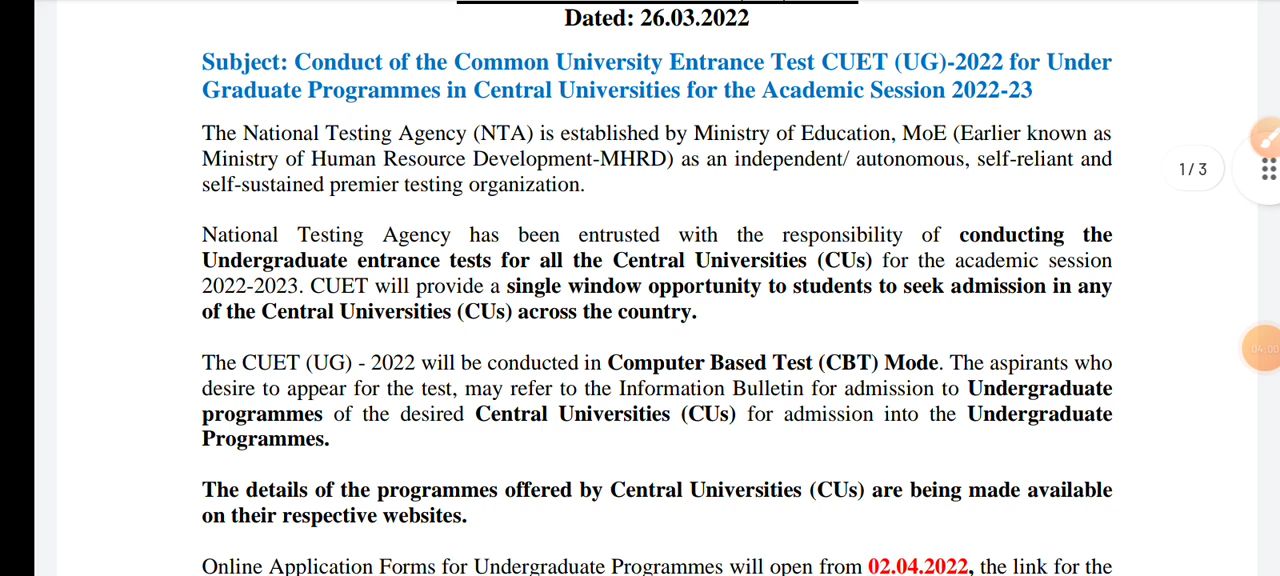 Dated: 26.03.2022
Subject: Conduct of the Common University Entrance Test CUET (UG)-2022 for Under
Graduate Programmes in Central Universities for the Academic Session 2022-23
The National Testing Agency (NTA) is established by Ministry of Education, MoE (Earlier known as
Ministry of Human Resource Development-MHRD) as an independent/ autonomous, self-reliant and
self-sustained premier testing organization.
1/3
National Testing Agency has been entrusted with the responsibility of conducting the
Undergraduate entrance tests for all the Central Universities (CUs) for the academic session
2022-2023. CUET will provide a single window opportunity to students to seek admission in any
of the Central Universities (CUs) across the country.
The CUET (UG) - 2022 will be conducted in Computer Based Test (CBT) Mode. The aspirants who
04:00
desire to appear for the test, may refer to the Information Bulletin for admission to Undergraduate
programmes of the desired Central Universities (CUs) for admission into the Undergraduate
Programmes.
The details of the programmes offered by Central Universities (CUs) are being made available
on their respective websites.
Online Application Forms for Undergraduate Programmes will open from 02.04.2022, the link for the